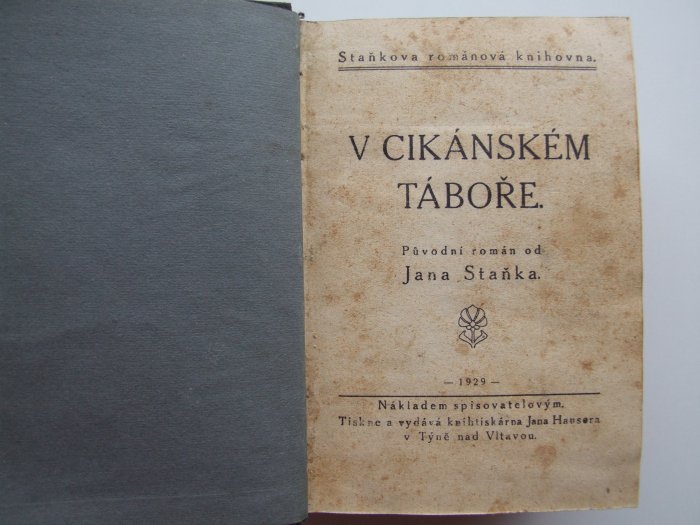 Staňkova románová knihovna.
V CIKÁNSKÉM
TÁBOŘE.
Původní román od
Jana Staňka.
— 1929 —
Nákladem spisovatelovým.
Tiskne a vydává knihtiskárna Jana Hausera
v Týně nad Vltavou.